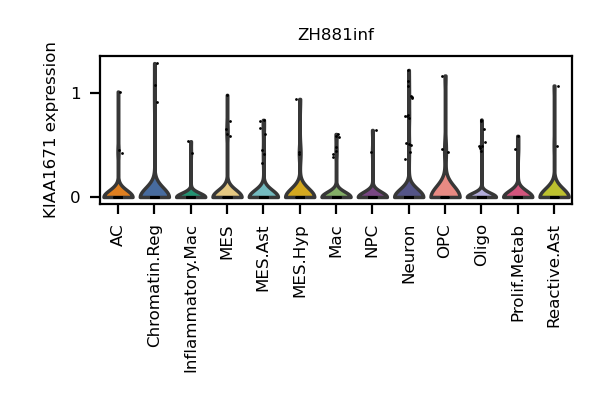 ZH881inf
KIAA1671 expression
1
0
AC
Chromatin.Reg
Inflammatory.Mac
MES
MES.Ast
MES.Hyp
Mac
NPC
Neuron
OPC
Oligo
Prolif.Metab
Reactive.Ast